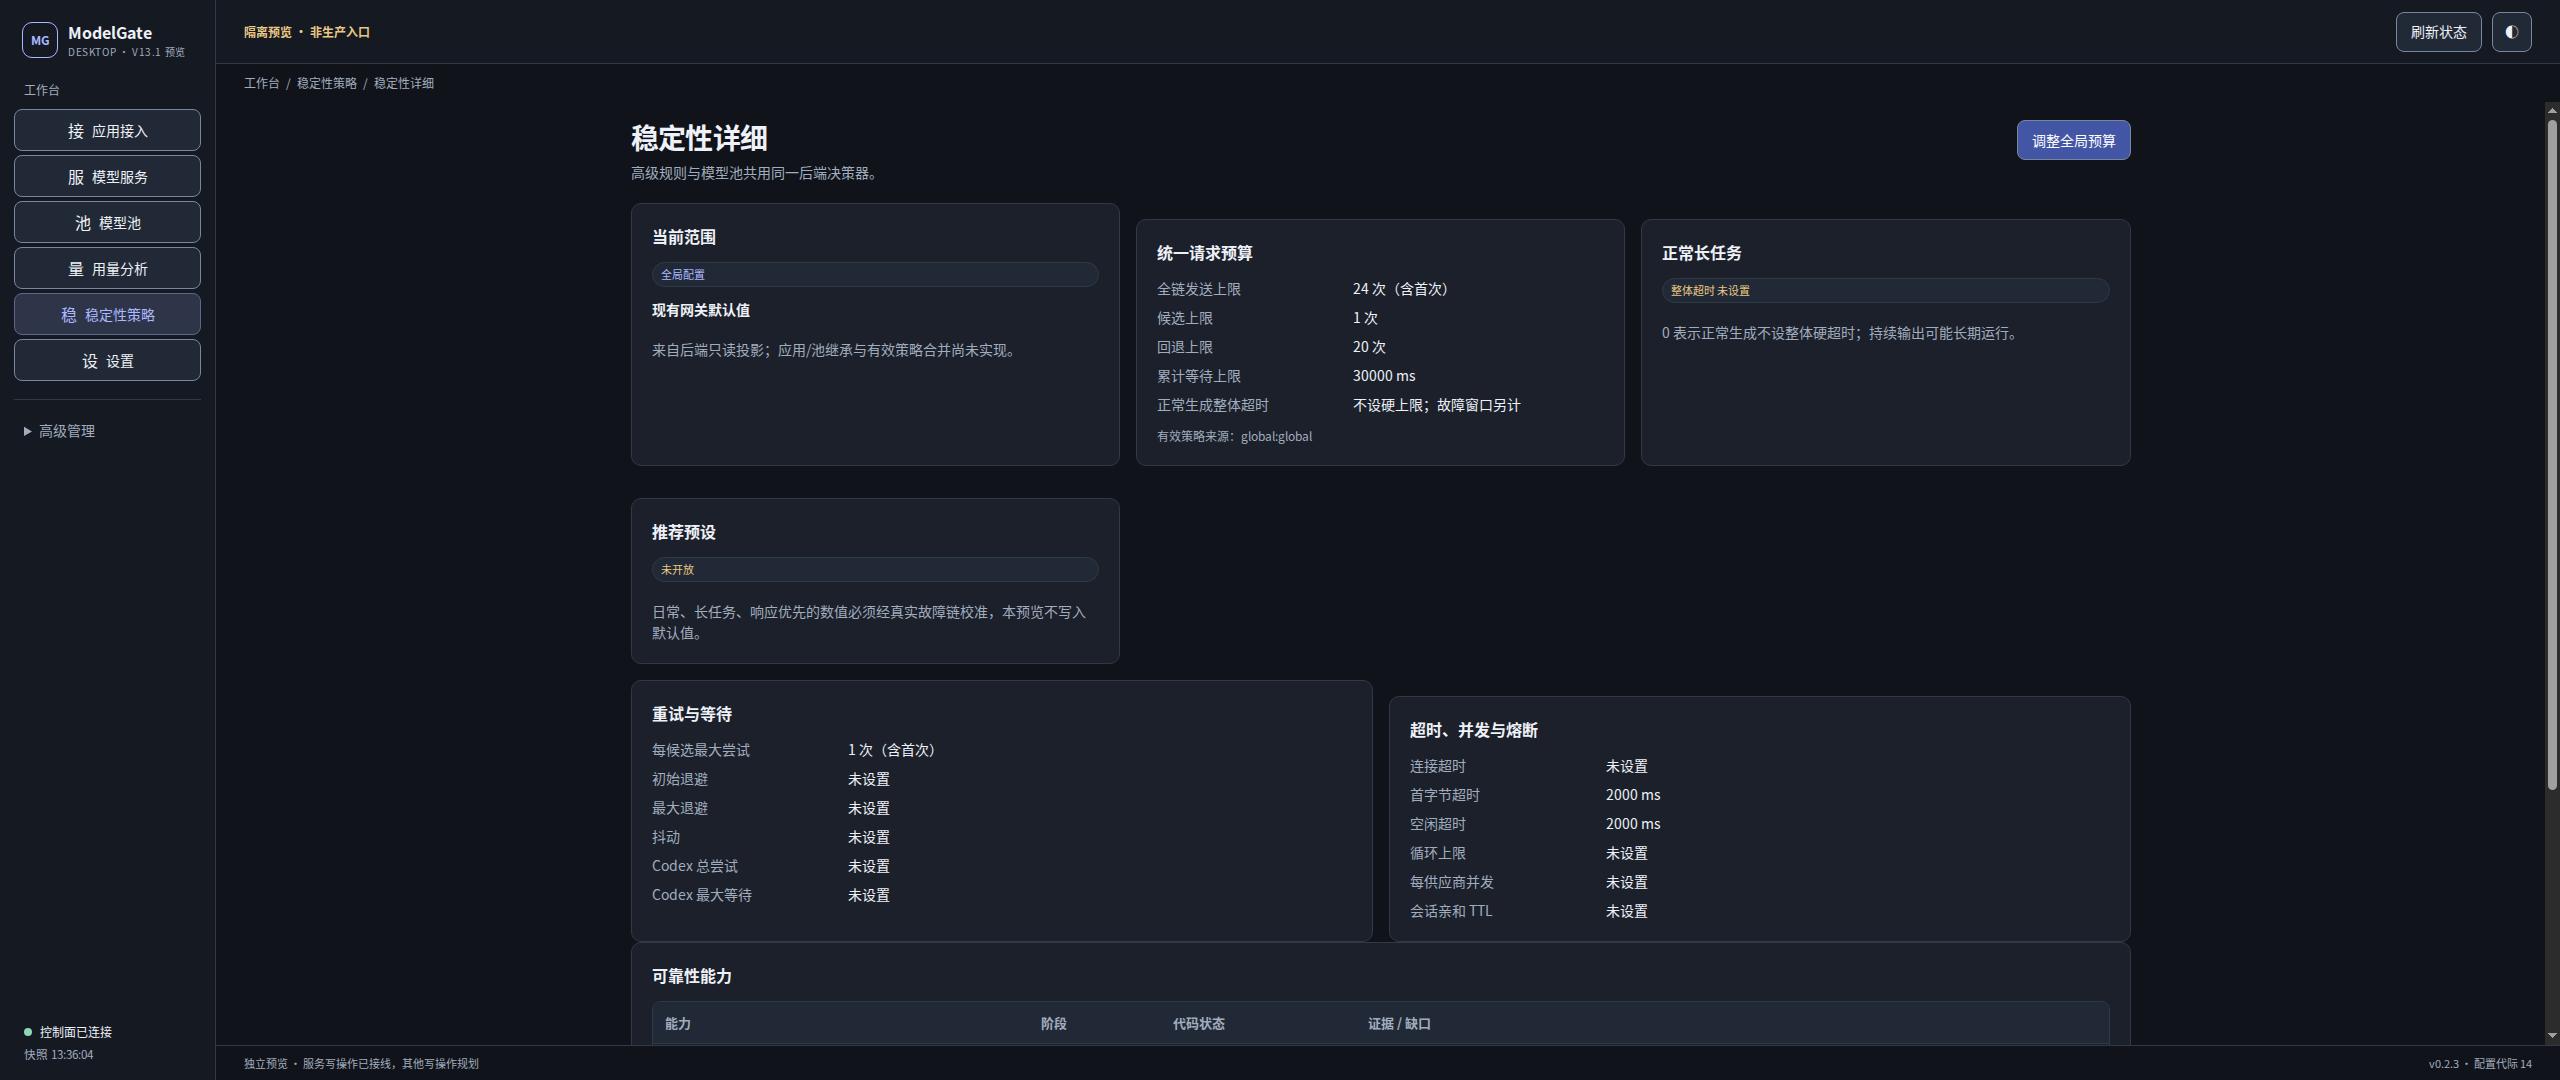 MG
ModelGate
DESKTOP · V13.1 预览
工作台
接 应用接入
服 模型服务
池 模型池
量 用量分析
稳 稳定性策略
设 设置
▶ 高级管理
控制面已连接
快照 13:36:04
隔离预览 · 非生产入口
刷新状态
工作台 / 稳定性策略 / 稳定性详细
稳定性详细
高级规则与模型池共用同一后端决策器。
调整全局预算
当前范围
全局配置
现有网关默认值
来自后端只读投影；应用/池继承与有效策略合并尚未实现。
统一请求预算
全链发送上限 24 次（含首次）
候选上限 1 次
回退上限 20 次
累计等待上限 30000 ms
正常生成整体超时 不设硬上限；故障窗口另计
有效策略来源：global:global
正常长任务
整体超时 未设置
0 表示正常生成不设整体硬超时；持续输出可能长期运行。
推荐预设
未开放
日常、长任务、响应优先的数值必须经真实故障链校准，本预览不写入
默认值。
重试与等待
每候选最大尝试 1 次（含首次）
初始退避 未设置
最大退避 未设置
抖动 未设置
Codex 总尝试 未设置
Codex 最大等待 未设置
超时、并发与熔断
连接超时 未设置
首字节超时 2000 ms
空闲超时 2000 ms
循环上限 未设置
每供应商并发 未设置
会话亲和 TTL 未设置
可靠性能力
能力 阶段 代码状态 证据 / 缺口
独立预览 · 服务写操作已接线，其他写操作规划
v0.2.3 · 配置代际 14